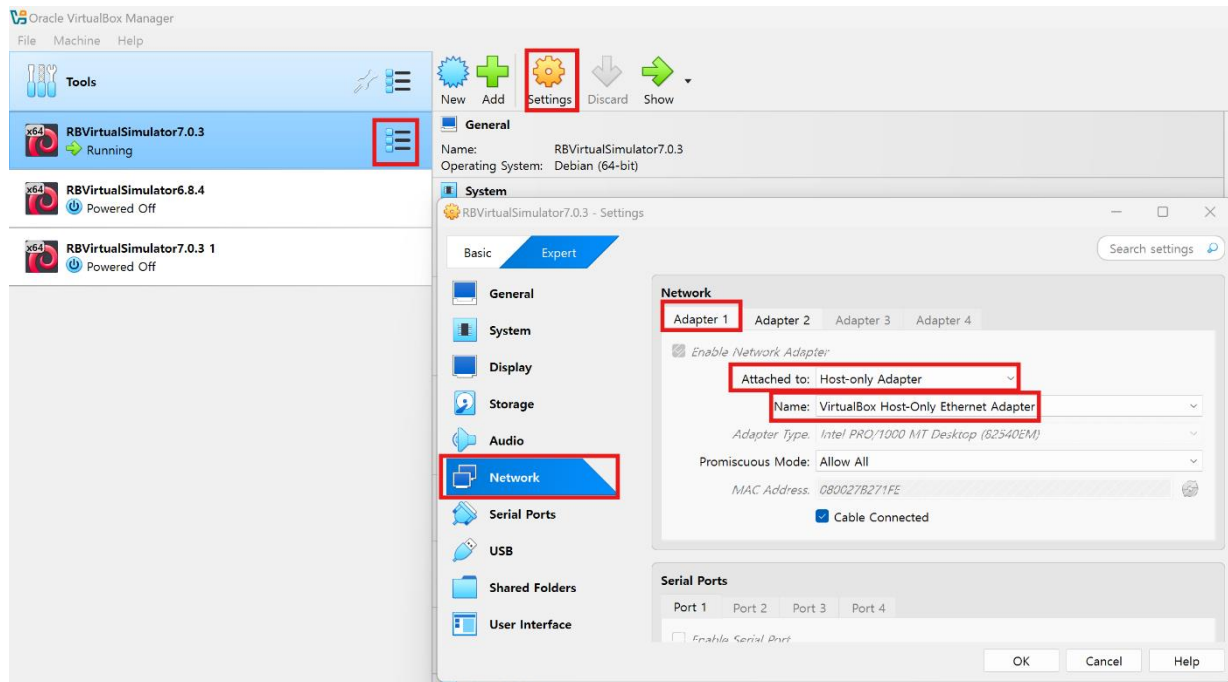 Oracle VirtualBox Manager
File Machine Help
Tools
New Add Settings Discard Show
x64
RBVirtualSimulator7.0.3
Running
General
Name: RBVirtualSimulator7.0.3
Operating System: Debian (64-bit)
System
x64
RBVirtualSimulator6.8.4
Powered Off
x64
RBVirtualSimulator7.0.3 1
Powered Off
RBVirtualSimulator7.0.3 - Settings
Basic Expert
Search settings
General
System
Display
Storage
Audio
Network
Serial Ports
USB
Shared Folders
User Interface
Network
Adapter 1 Adapter 2 Adapter 3 Adapter 4
Enable Network Adapter
Attached to: Host-only Adapter
Name: VirtualBox Host-Only Ethernet Adapter
Adapter Type: Intel PRO/1000 MT Desktop (82540EM)
Promiscuous Mode: Allow All
MAC Address: 0800278271FE
Cable Connected
Serial Ports
Port 1 Port 2 Port 3 Port 4
Enable Serial Port
OK Cancel Help